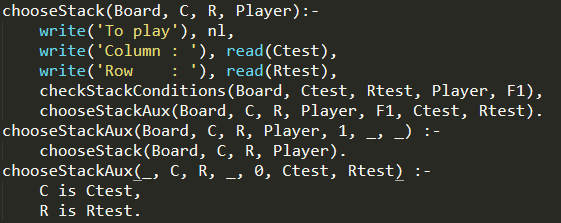 chooseStack(Board, C, R, Player):-
    write('To play'), nl,
    write('Column : '), read(Ctest),
    write('Row    : '), read(Rtest),
    checkStackConditions(Board, Ctest, Rtest, Player, F1),
    chooseStackAux(Board, C, R, Player, F1, Ctest, Rtest).
chooseStackAux(Board, C, R, Player, 1, _, _) :-
    chooseStack(Board, C, R, Player).
chooseStackAux(_, C, R, _, 0, Ctest, Rtest) :-
    C is Ctest,
    R is Rtest.